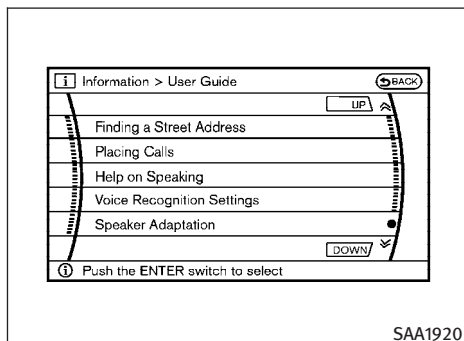 i Information > User Guide BACK
UP
Finding a Street Address
Placing Calls
Help on Speaking
Voice Recognition Settings
Speaker Adaptation
DOWN
i Push the ENTER switch to select
SAA1920